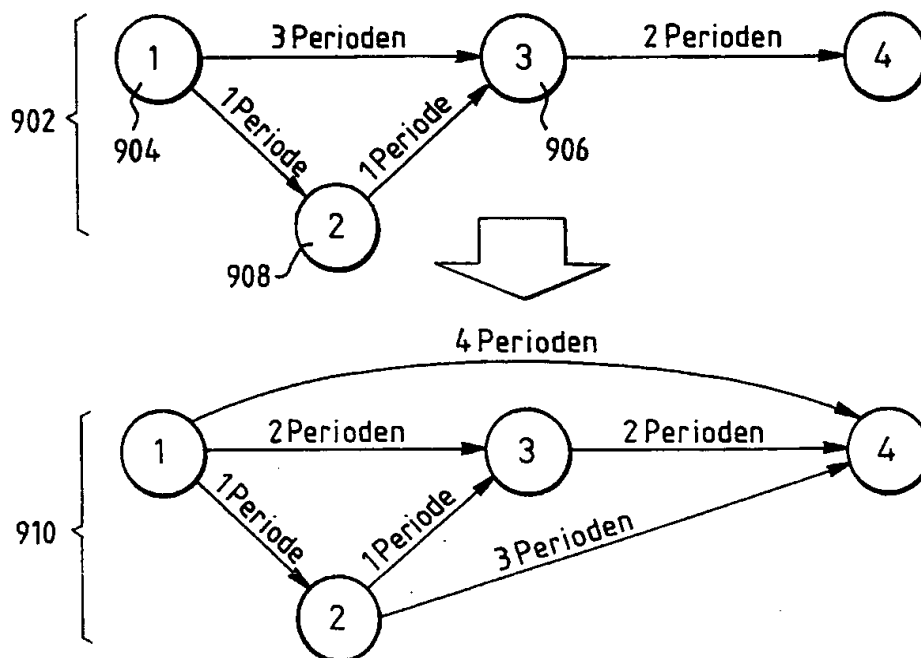 3 Perioden
2 Perioden
1
3
4
902
904
1 Periode
1 Periode
906
2
908
4 Perioden
1
2 Perioden
3
2 Perioden
4
910
1 Periode
1 Periode
3 Perioden
2